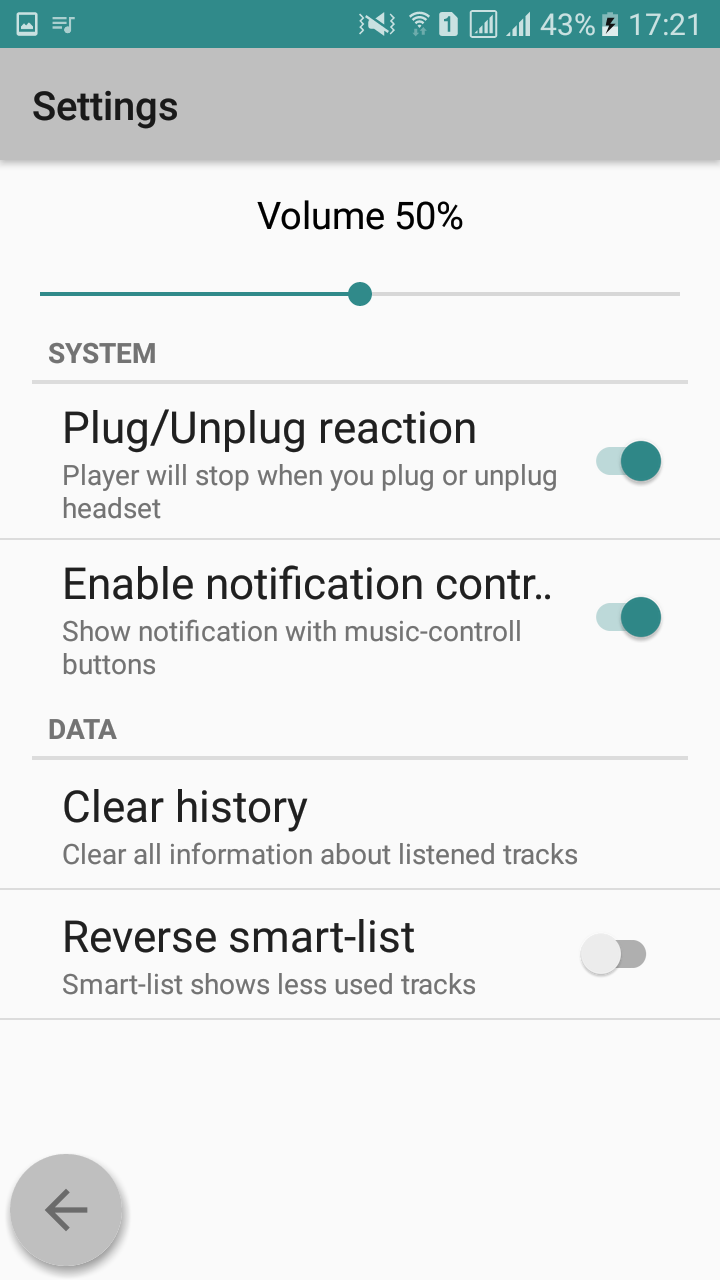 1 43% 17:21
Settings
Volume 50%
SYSTEM
Plug/Unplug reaction
Player will stop when you plug or unplug
headset
Enable notification contr..
Show notification with music-controll
buttons
DATA
Clear history
Clear all information about listened tracks
Reverse smart-list
Smart-list shows less used tracks